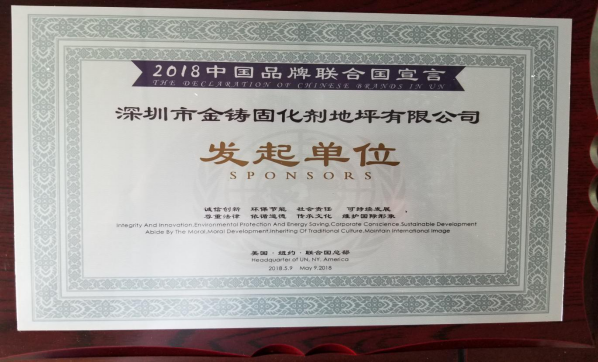 2018中国品牌联合国宣言
THE DECLARATION OF CHINESE BRANDS IN UN
深圳市金铸固化剂地坪有限公司
发起单位
SPONSORS
诚信创新 环保节能 社会责任 可持续发展
尊重法律 依循道德 传承文化 维护国际形象
Integrity And Innovation.Environmental Protection And Energy Saving.Corporate Conscience.Sustainable Development
Abide By The Moral.Moral Development.Inheriting Of Traditional Culture.Maintain International Image
美国·纽约·联合国总部
Headquarter of UN, NY, America
2018.5.9 May 9.2018